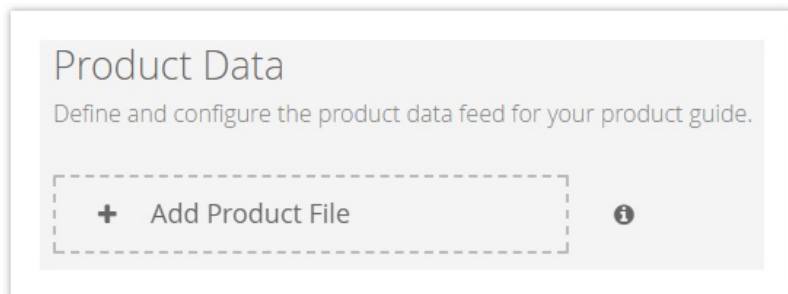 Product Data
Define and configure the product data feed for your product guide.
+ Add Product File